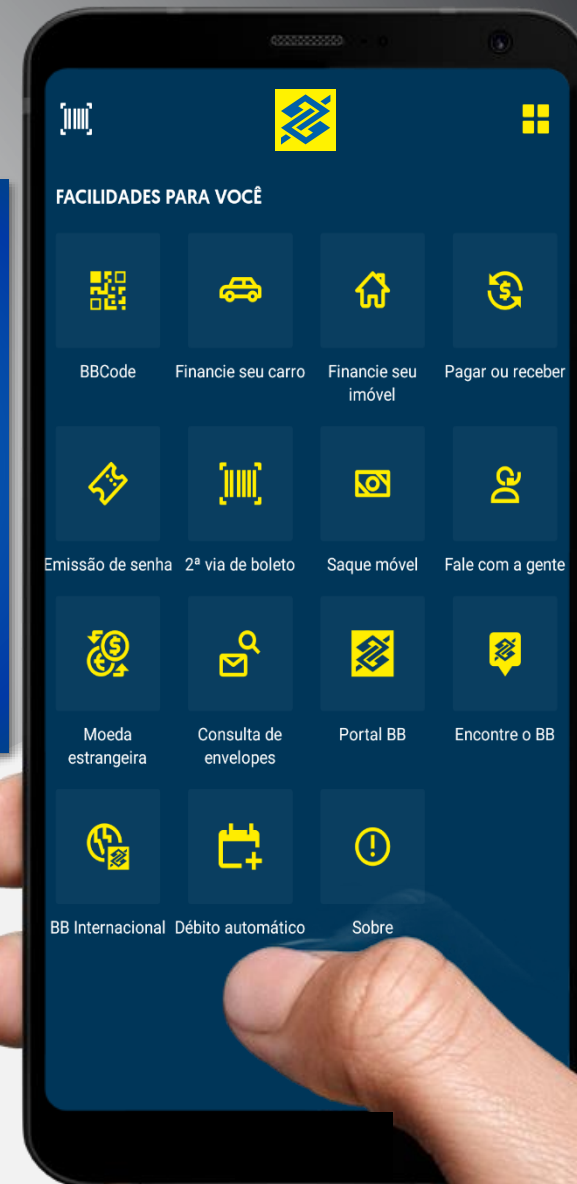 FACILIDADES PARA VOCÊ
BBCode
Financie seu carro
Financie seu
imóvel
Pagar ou receber
Emissão de senha
2ª via de boleto
Saque móvel
Fale com a gente
Moeda
estrangeira
Consulta de
envelopes
Portal BB
Encontre o BB
BB Internacional
Débito automático
Sobre